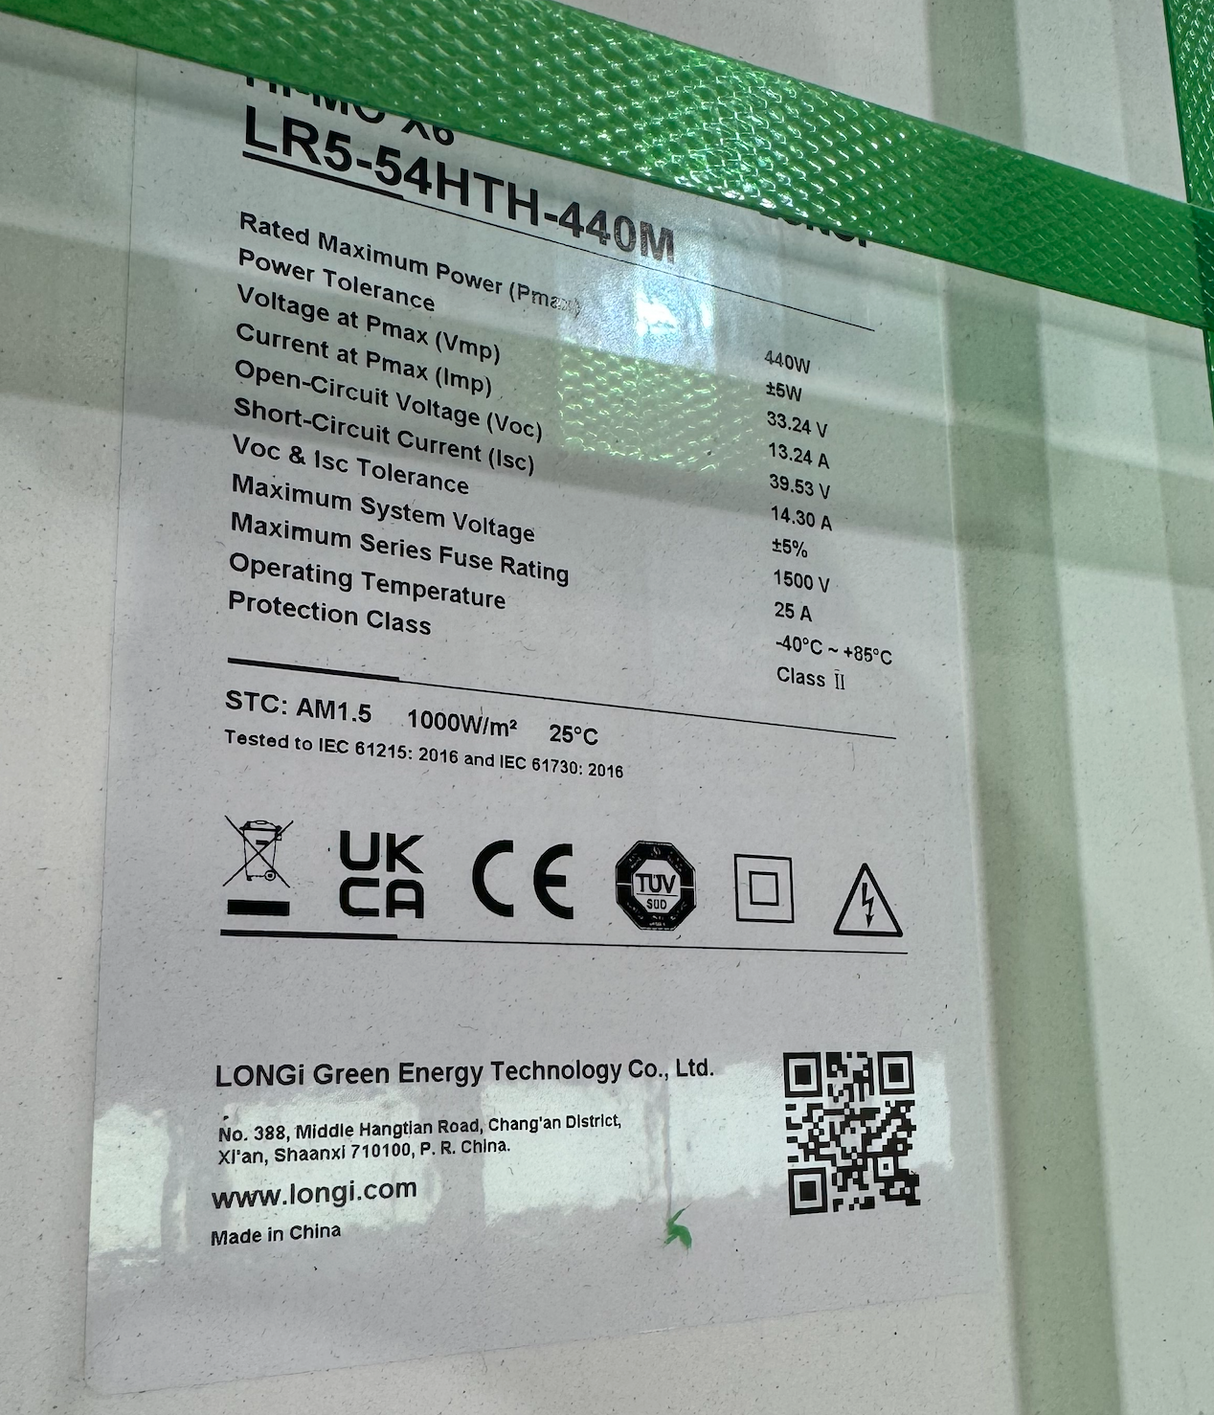 Hi-MO X6
LR5-54HTH-440M
Rated Maximum Power (Pmax) 440W
Power Tolerance ±5W
Voltage at Pmax (Vmp) 33.24 V
Current at Pmax (Imp) 13.24 A
Open-Circuit Voltage (Voc) 39.53 V
Short-Circuit Current (Isc) 14.30 A
Voc & Isc Tolerance ±5%
Maximum System Voltage 1500 V
Maximum Series Fuse Rating 25 A
Operating Temperature -40°C ~ +85°C
Protection Class Class II
STC: AM1.5 1000W/m² 25°C
Tested to IEC 61215: 2016 and IEC 61730: 2016
UK
CA
CE
TÜV
SÜD
LONGi Green Energy Technology Co., Ltd.
No. 388, Middle Hangtian Road, Chang'an District,
Xi'an, Shaanxi 710100, P. R. China.
www.longi.com
Made in China